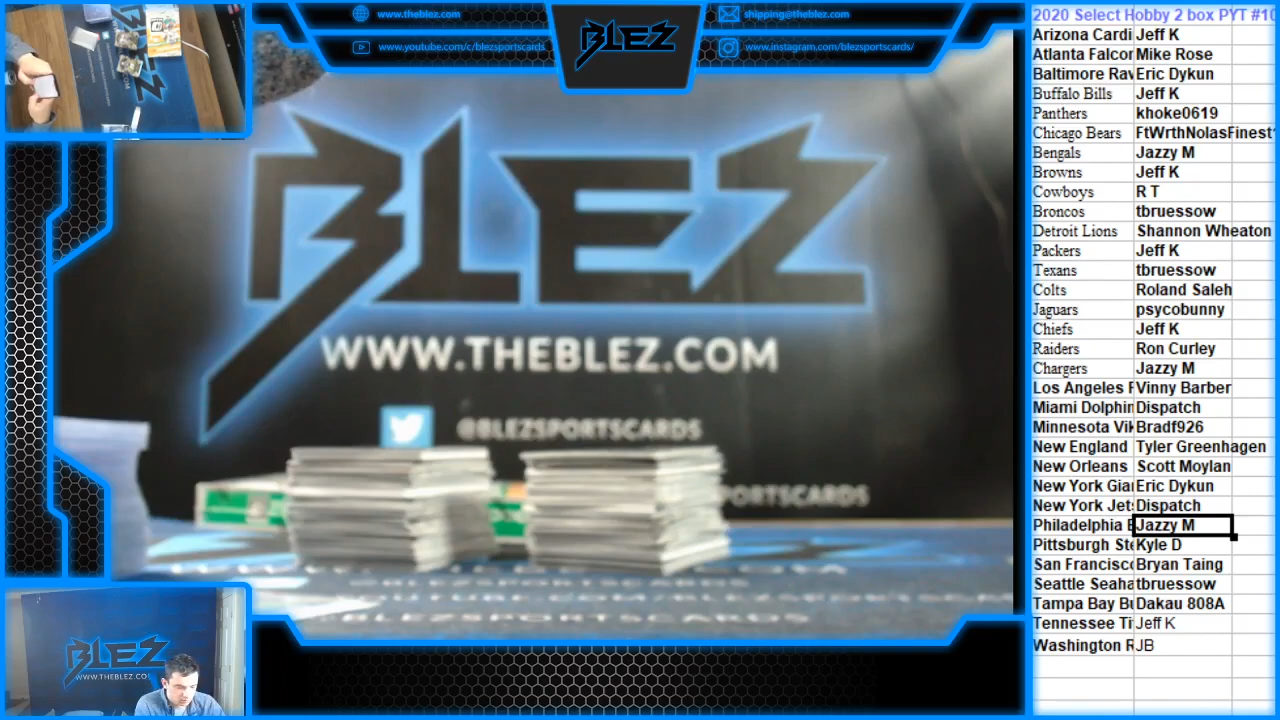 www.theblez.com
www.youtube.com/c/blezsportscards
BLEZ
shipping@theblez.com
www.instagram.com/blezsportscards/
BLEZ
WWW.THEBLEZ.COM
@BLEZSPORTSCARDS
PORTSCARDS
@BLEZSPORTSCARDS
BLEZSPORTSCARDS
BLEZ
2020 Select Hobby 2 box PYT #10
Arizona Cardi Jeff K
Atlanta Falcor Mike Rose
Baltimore Rav Eric Dykun
Buffalo Bills Jeff K
Panthers khoke0619
Chicago Bears FtWrthNolasFinest
Bengals Jazzy M
Browns Jeff K
Cowboys R T
Broncos tbruessow
Detroit Lions Shannon Wheaton
Packers Jeff K
Texans tbruessow
Colts Roland Saleh
Jaguars psycobunny
Chiefs Jeff K
Raiders Ron Curley
Chargers Jazzy M
Los Angeles F Vinny Barber
Miami Dolphin Dispatch
Minnesota Vik Bradf926
New England Tyler Greenhagen
New Orleans Scott Moylan
New York Gia Eric Dykun
New York Jets Dispatch
Philadelphia E Jazzy M
Pittsburgh Ste Kyle D
San Francisco Bryan Taing
Seattle Seaha tbruessow
Tampa Bay Bu Dakau 808A
Tennessee Ti Jeff K
Washington R JB